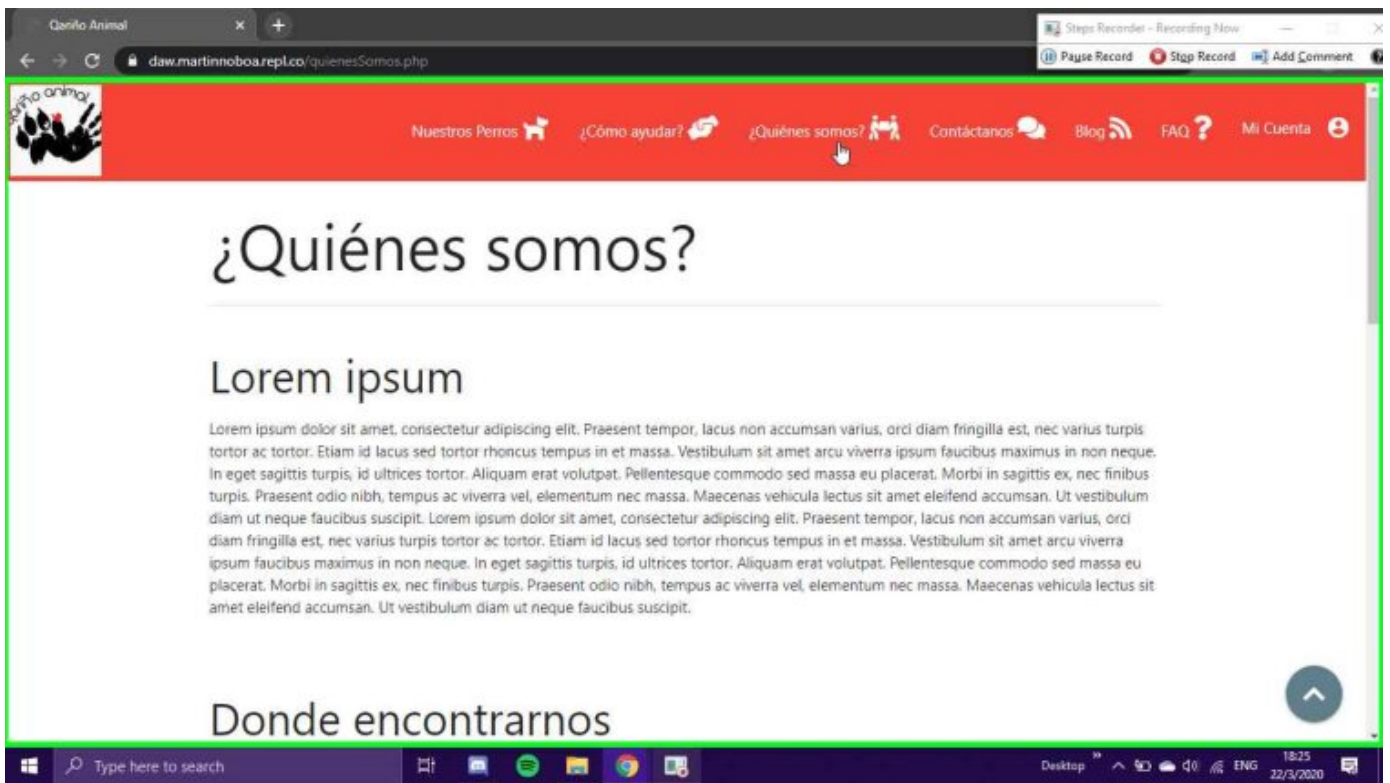 Qariño Animal
Steps Recorder - Recording Now
Pause Record Stop Record Add Comment
daw.martinnoboa.repl.co/quienesSomos.php
Nuestros Perros ¿Cómo ayudar? ¿Quiénes somos? Contáctanos Blog FAQ Mi Cuenta
¿Quiénes somos?
Lorem ipsum
Lorem ipsum dolor sit amet, consectetur adipiscing elit. Praesent tempor, lacus non accumsan varius, orci diam fringilla est, nec varius turpis
tortor ac tortor. Etiam id lacus sed tortor rhoncus tempus in et massa. Vestibulum sit amet arcu viverra ipsum faucibus maximus in non neque.
In eget sagittis turpis, id ultrices tortor. Aliquam erat volutpat. Pellentesque commodo sed massa eu placerat. Morbi in sagittis ex, nec finibus
turpis. Praesent odio nibh, tempus ac viverra vel, elementum nec massa. Maecenas vehicula lectus sit amet eleifend accumsan. Ut vestibulum
diam ut neque faucibus suscipit. Lorem ipsum dolor sit amet, consectetur adipiscing elit. Praesent tempor, lacus non accumsan varius, orci
diam fringilla est, nec varius turpis tortor ac tortor. Etiam id lacus sed tortor rhoncus tempus in et massa. Vestibulum sit amet arcu viverra
ipsum faucibus maximus in non neque. In eget sagittis turpis, id ultrices tortor. Aliquam erat volutpat. Pellentesque commodo sed massa eu
placerat. Morbi in sagittis ex, nec finibus turpis. Praesent odio nibh, tempus ac viverra vel, elementum nec massa. Maecenas vehicula lectus sit
amet eleifend accumsan. Ut vestibulum diam ut neque faucibus suscipit.
Donde encontrarnos
Type here to search
Desktop ENG 18:25
22/3/2020